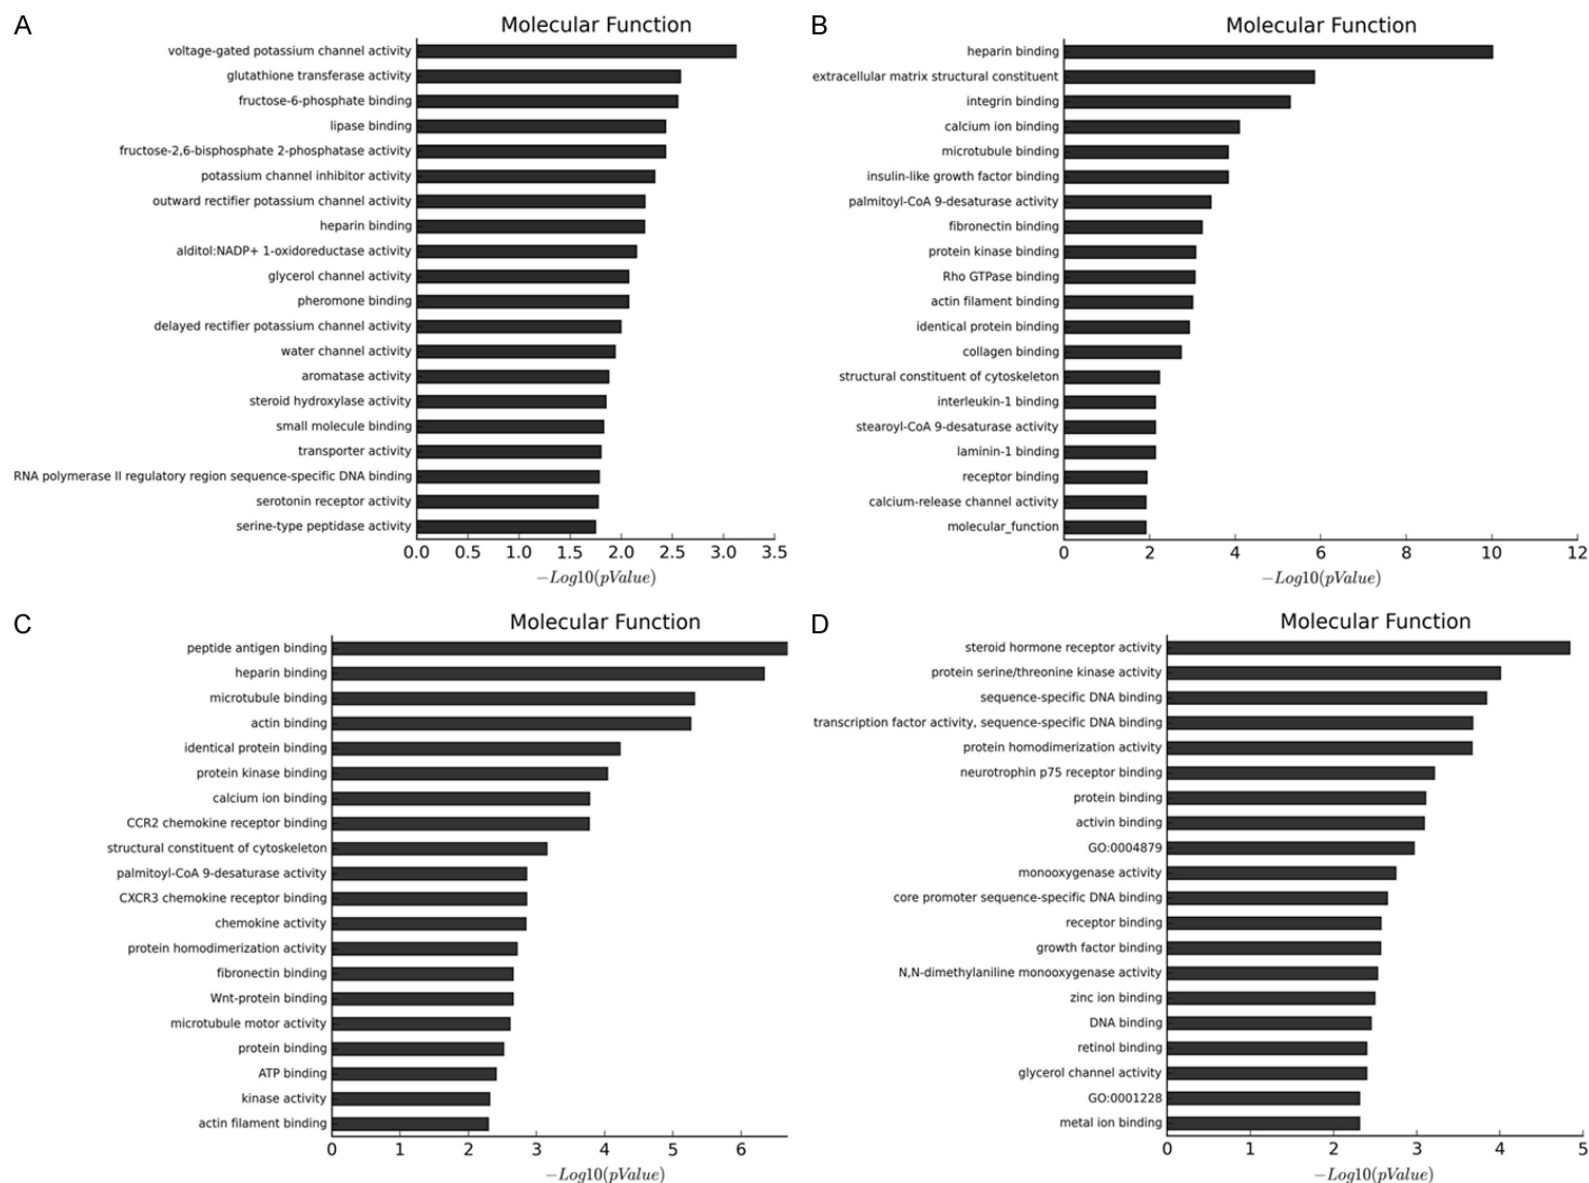 A
Molecular Function
voltage-gated potassium channel activity
glutathione transferase activity
fructose-6-phosphate binding
lipase binding
fructose-2,6-bisphosphate 2-phosphatase activity
potassium channel inhibitor activity
outward rectifier potassium channel activity
heparin binding
alditol:NADP+ 1-oxidoreductase activity
glycerol channel activity
pheromone binding
delayed rectifier potassium channel activity
water channel activity
aromatase activity
steroid hydroxylase activity
small molecule binding
transporter activity
RNA polymerase II regulatory region sequence-specific DNA binding
serotonin receptor activity
serine-type peptidase activity
0.0 0.5 1.0 1.5 2.0 2.5 3.0 3.5
−Log10(pValue)
B
Molecular Function
heparin binding
extracellular matrix structural constituent
integrin binding
calcium ion binding
microtubule binding
insulin-like growth factor binding
palmitoyl-CoA 9-desaturase activity
fibronectin binding
protein kinase binding
Rho GTPase binding
actin filament binding
identical protein binding
collagen binding
structural constituent of cytoskeleton
interleukin-1 binding
stearoyl-CoA 9-desaturase activity
laminin-1 binding
receptor binding
calcium-release channel activity
molecular_function
0 2 4 6 8 10 12
−Log10(pValue)
C
Molecular Function
peptide antigen binding
heparin binding
microtubule binding
actin binding
identical protein binding
protein kinase binding
calcium ion binding
CCR2 chemokine receptor binding
structural constituent of cytoskeleton
palmitoyl-CoA 9-desaturase activity
CXCR3 chemokine receptor binding
chemokine activity
protein homodimerization activity
fibronectin binding
Wnt-protein binding
microtubule motor activity
protein binding
ATP binding
kinase activity
actin filament binding
0 1 2 3 4 5 6
−Log10(pValue)
D
Molecular Function
steroid hormone receptor activity
protein serine/threonine kinase activity
sequence-specific DNA binding
transcription factor activity, sequence-specific DNA binding
protein homodimerization activity
neurotrophin p75 receptor binding
protein binding
activin binding
GO:0004879
monooxygenase activity
core promoter sequence-specific DNA binding
receptor binding
growth factor binding
N,N-dimethylaniline monooxygenase activity
zinc ion binding
DNA binding
retinol binding
glycerol channel activity
GO:0001228
metal ion binding
0 1 2 3 4 5
−Log10(pValue)